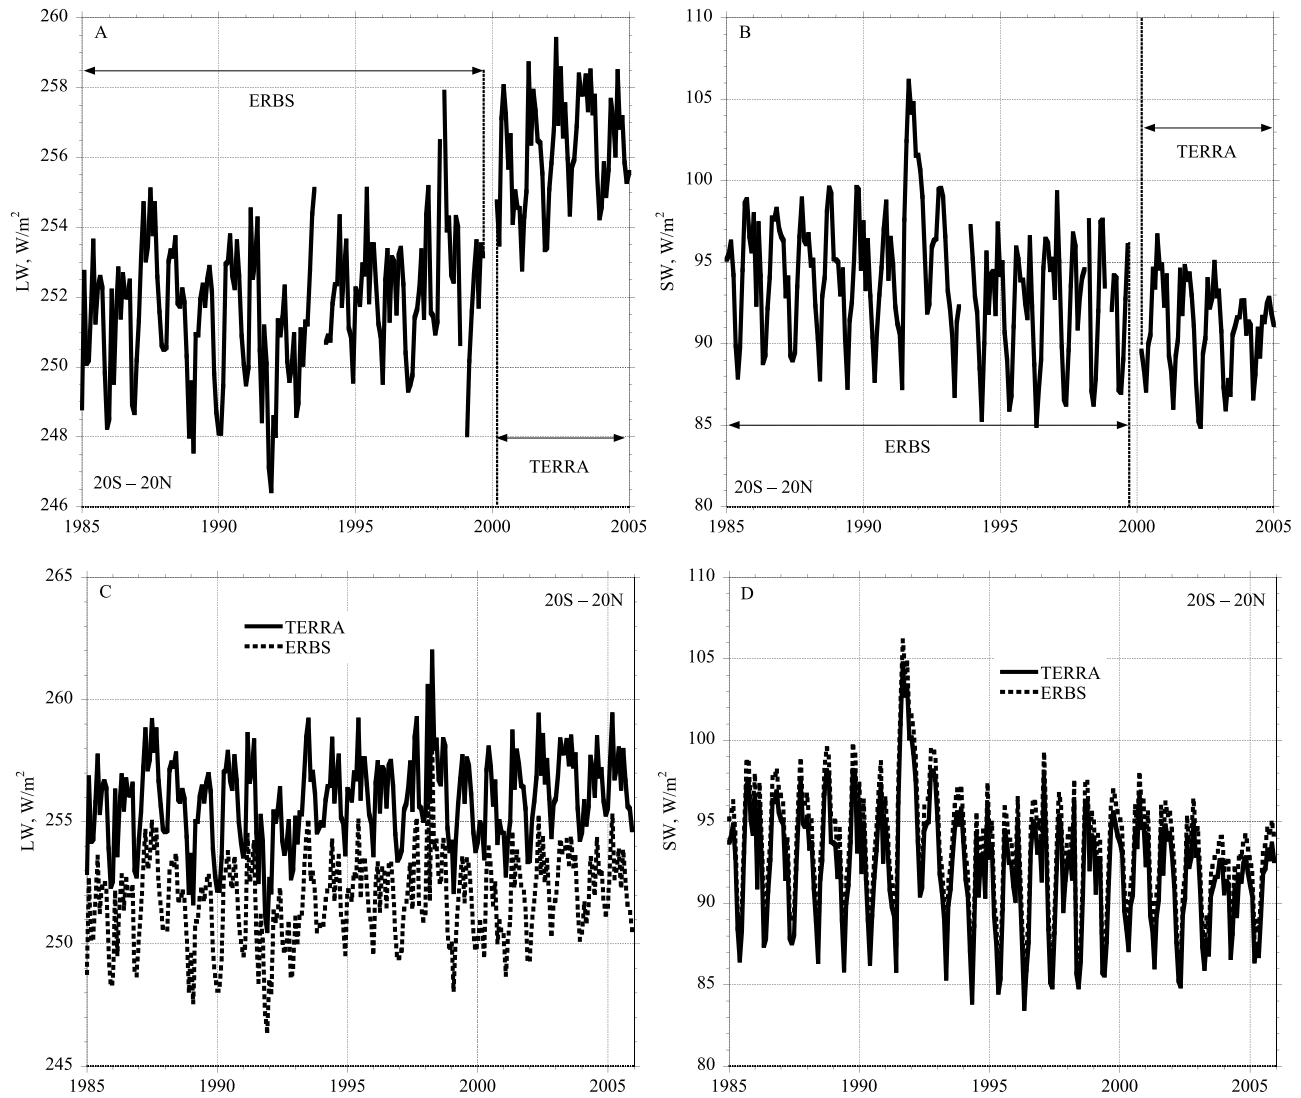 A
260
258
256
254
252
250
248
246
LW, W/m²
ERBS
TERRA
20S – 20N
1985 1990 1995 2000 2005
B
110
105
100
95
90
85
80
SW, W/m²
TERRA
ERBS
20S – 20N
1985 1990 1995 2000 2005
C
20S – 20N
265
260
255
250
245
LW, W/m²
TERRA
ERBS
1985 1990 1995 2000 2005
D
20S – 20N
110
105
100
95
90
85
80
SW, W/m²
TERRA
ERBS
1985 1990 1995 2000 2005